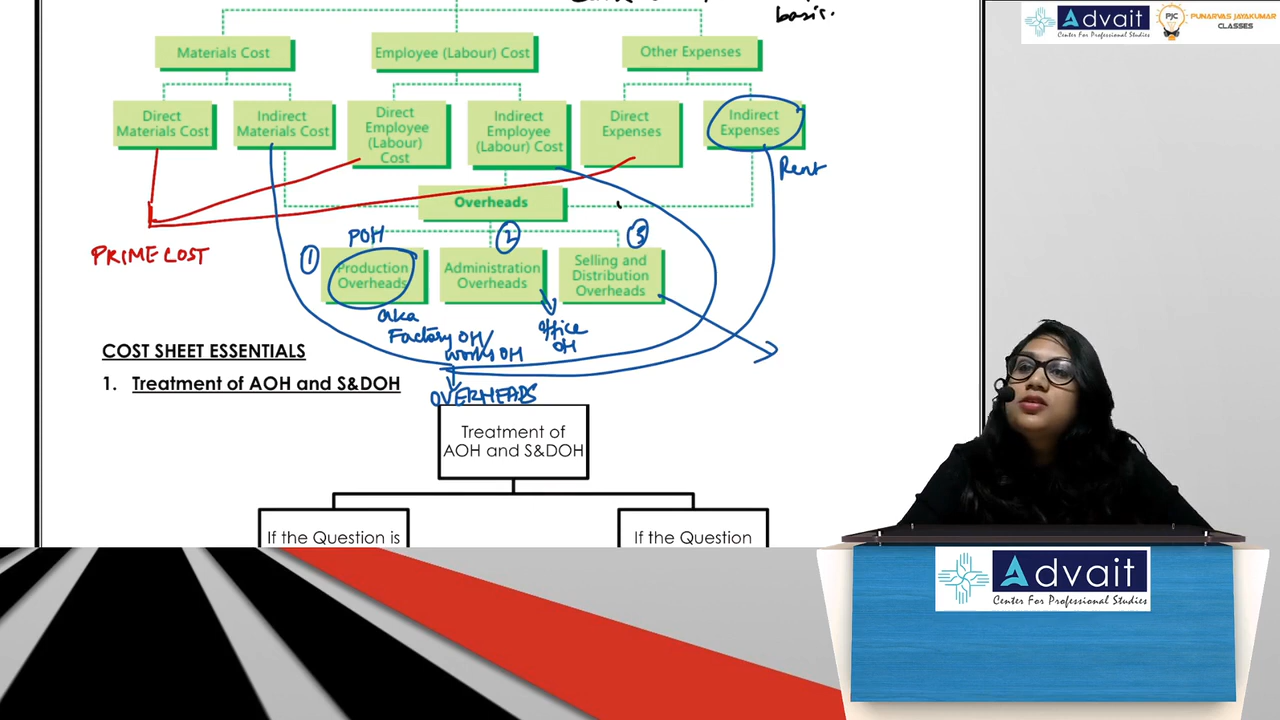 basis.
Advait
Center For Professional Studies
PJC
PUNARVAS JAYAKUMAR
CLASSES
Materials Cost
Employee (Labour) Cost
Other Expenses
Direct
Materials Cost
Indirect
Materials Cost
Direct
Employee
(Labour)
Cost
Indirect
Employee
(Labour) Cost
Direct
Expenses
Indirect
Expenses
Rent
Overheads
PRIME COST
POH
1
2
3
Production
Overheads
Administration
Overheads
Selling and
Distribution
Overheads
aka
Factory OH/
works OH
office
OH
COST SHEET ESSENTIALS
1. Treatment of AOH and S&DOH
OVERHEADS
Treatment of
AOH and S&DOH
If the Question is
If the Question
Advait
Center For Professional Studies